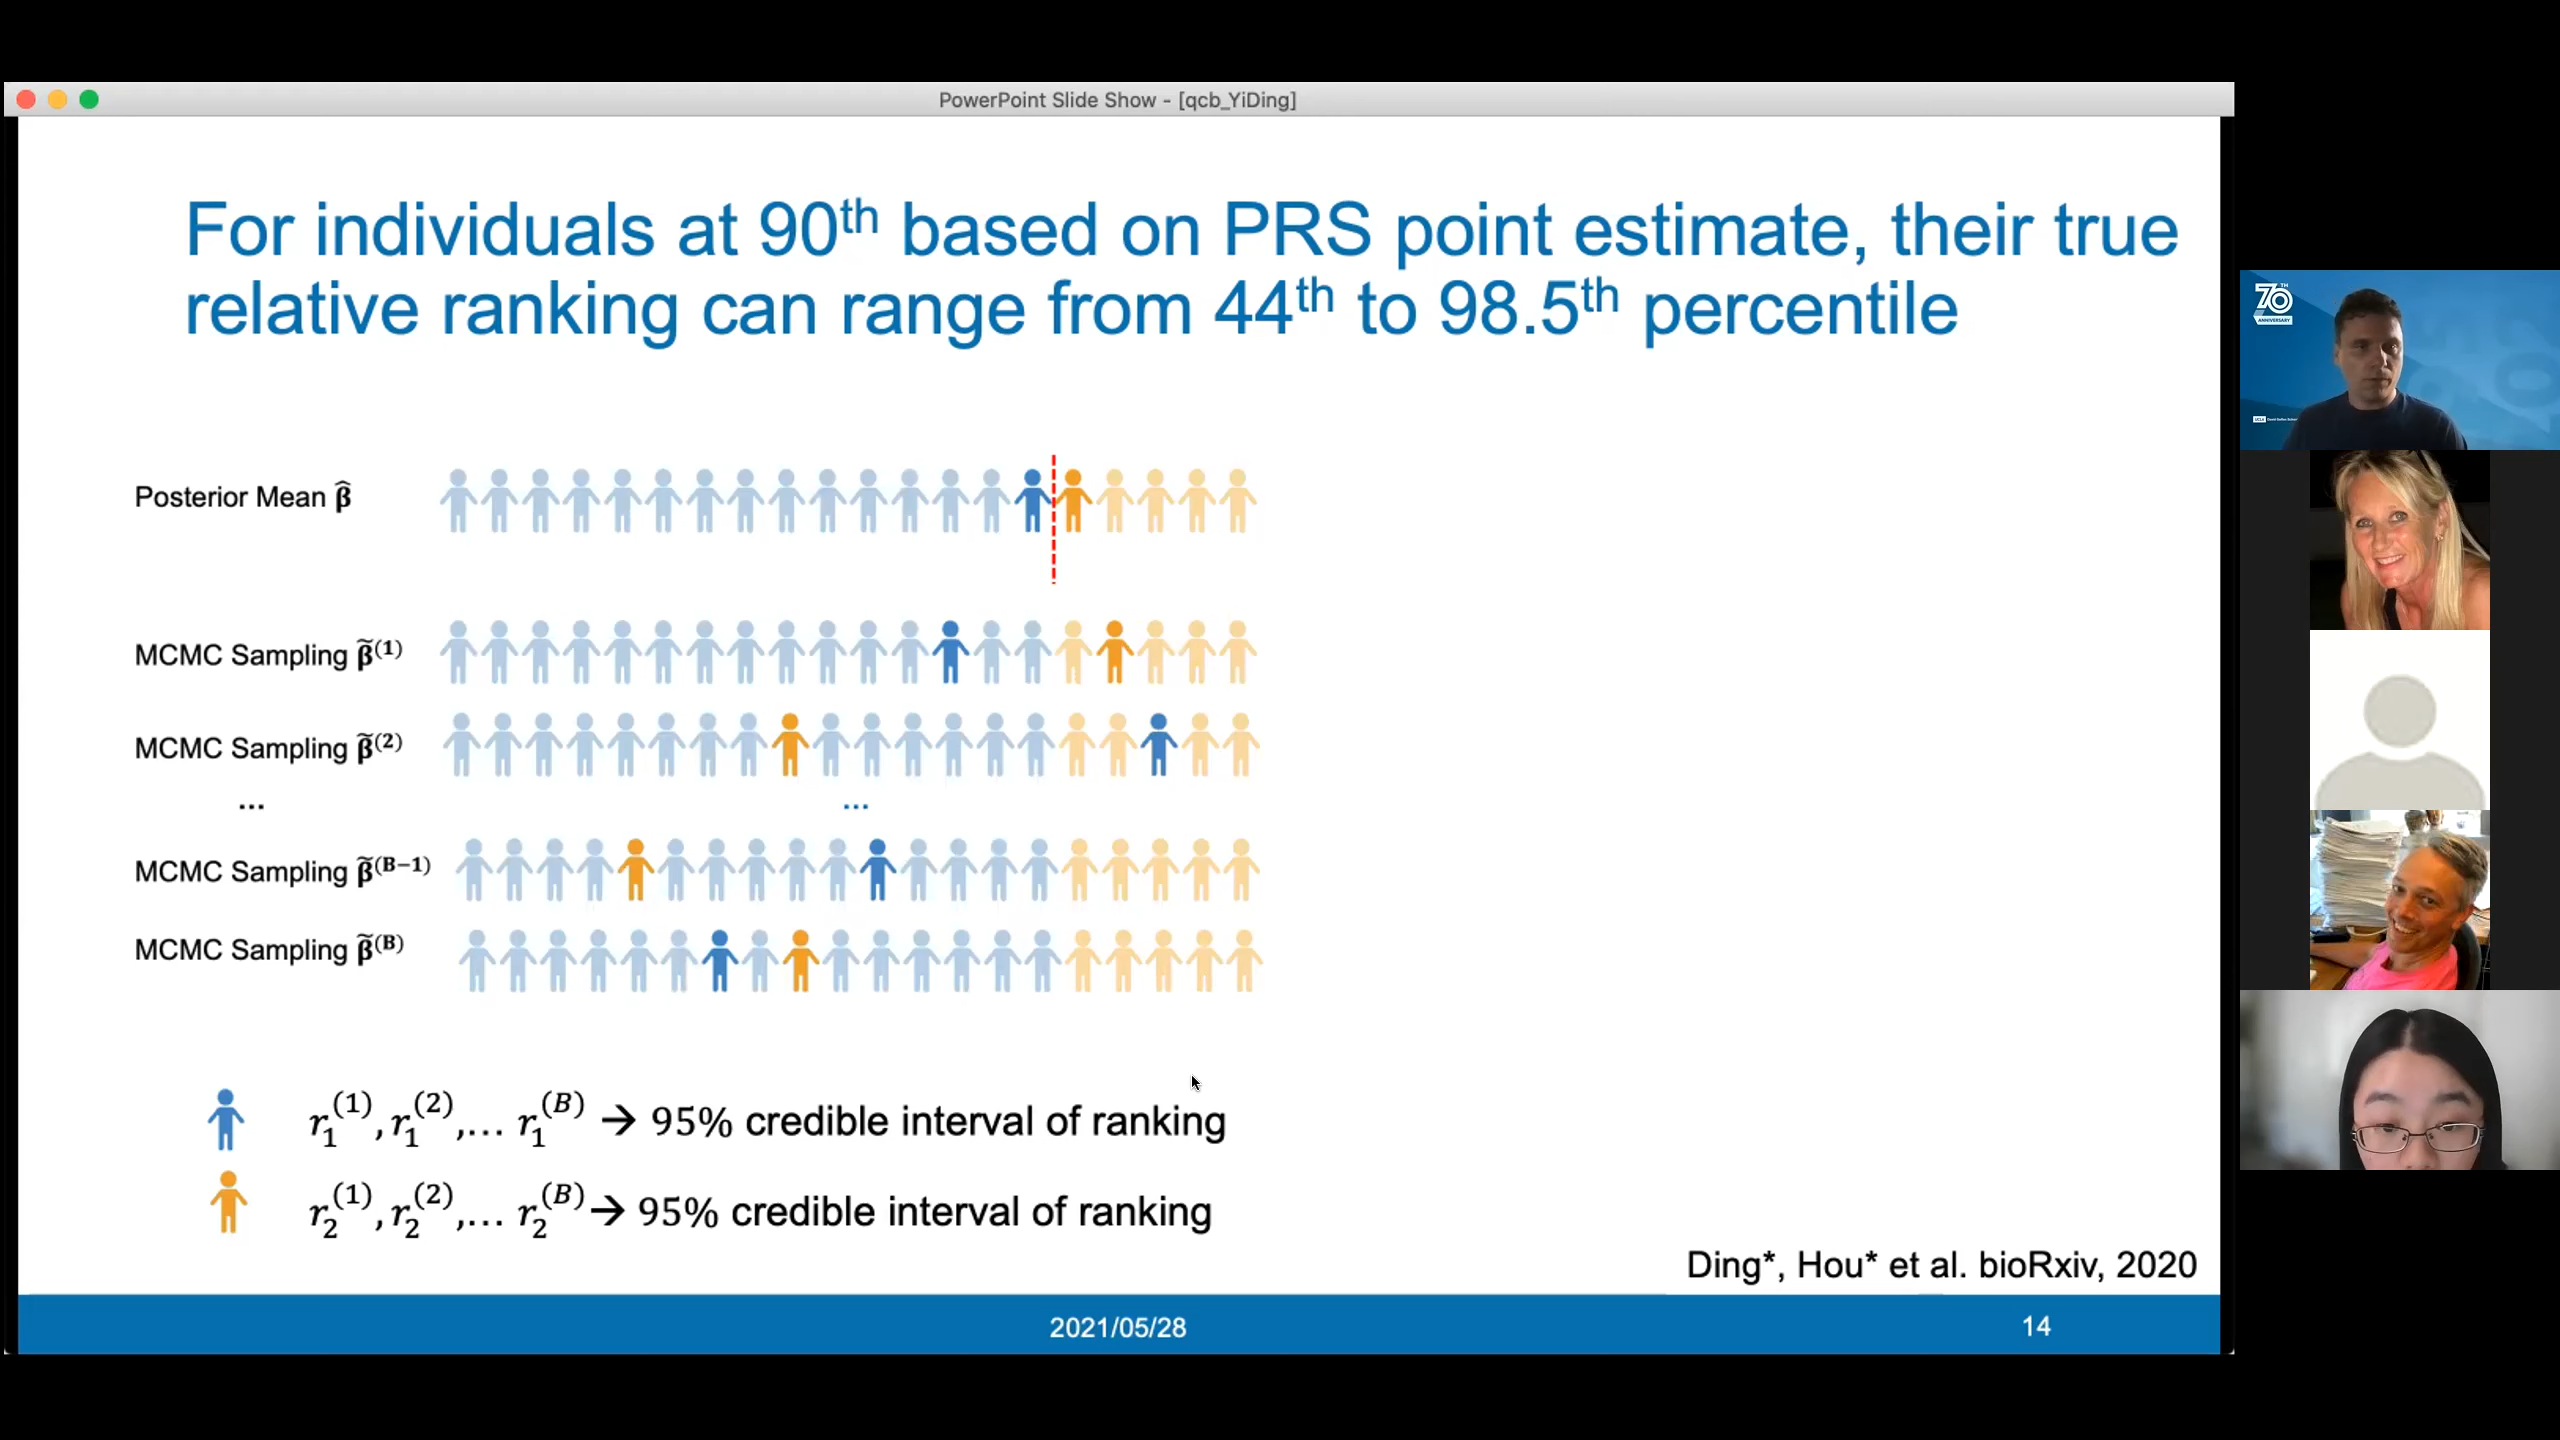 PowerPoint Slide Show - [qcb_YiDing]
For individuals at 90th based on PRS point estimate, their true
relative ranking can range from 44th to 98.5th percentile
Posterior Mean β̂
MCMC Sampling β̃(1)
MCMC Sampling β̃(2)
... ...
MCMC Sampling β̃(B−1)
MCMC Sampling β̃(B)
r₁(1), r₁(2),... r₁(B) → 95% credible interval of ranking
r₂(1), r₂(2),... r₂(B) → 95% credible interval of ranking
Ding*, Hou* et al. bioRxiv, 2020
2021/05/28
14
70TH
ANNIVERSARY
UCLA